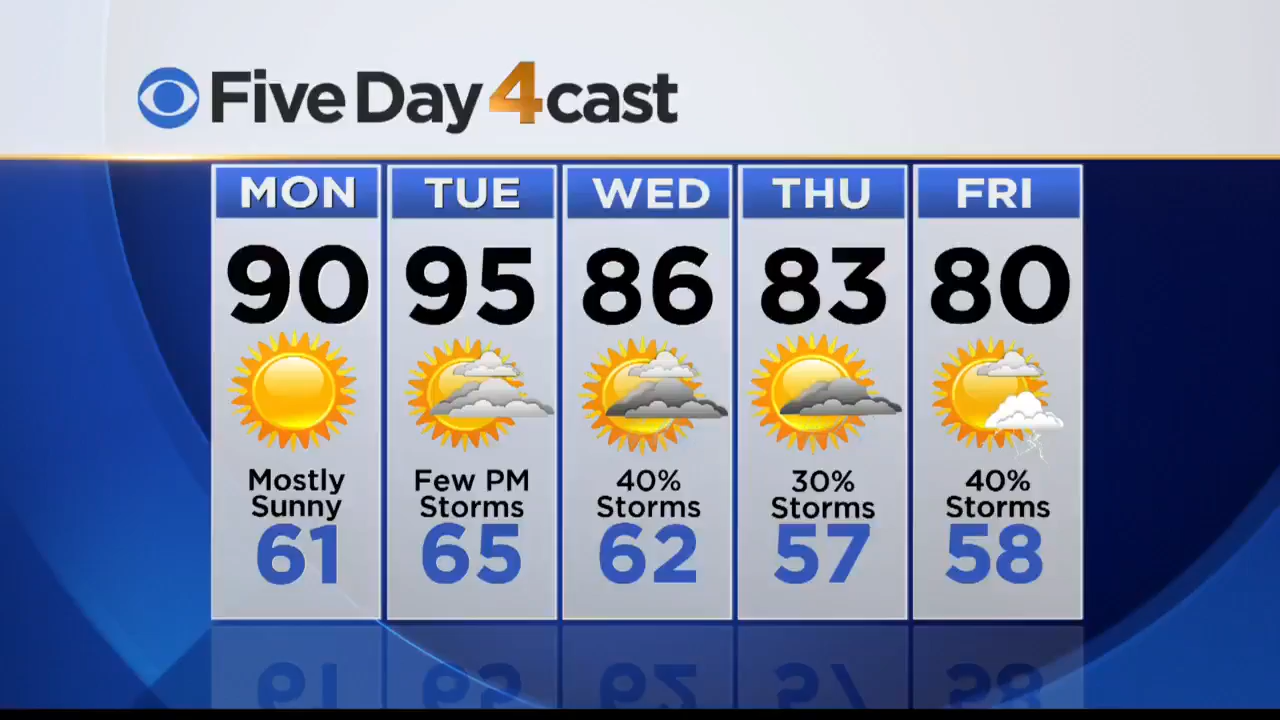 Five Day 4cast
MON TUE WED THU FRI
90 95 86 83 80
Mostly Few PM 40% 30% 40%
Sunny Storms Storms Storms Storms
61 65 62 57 58